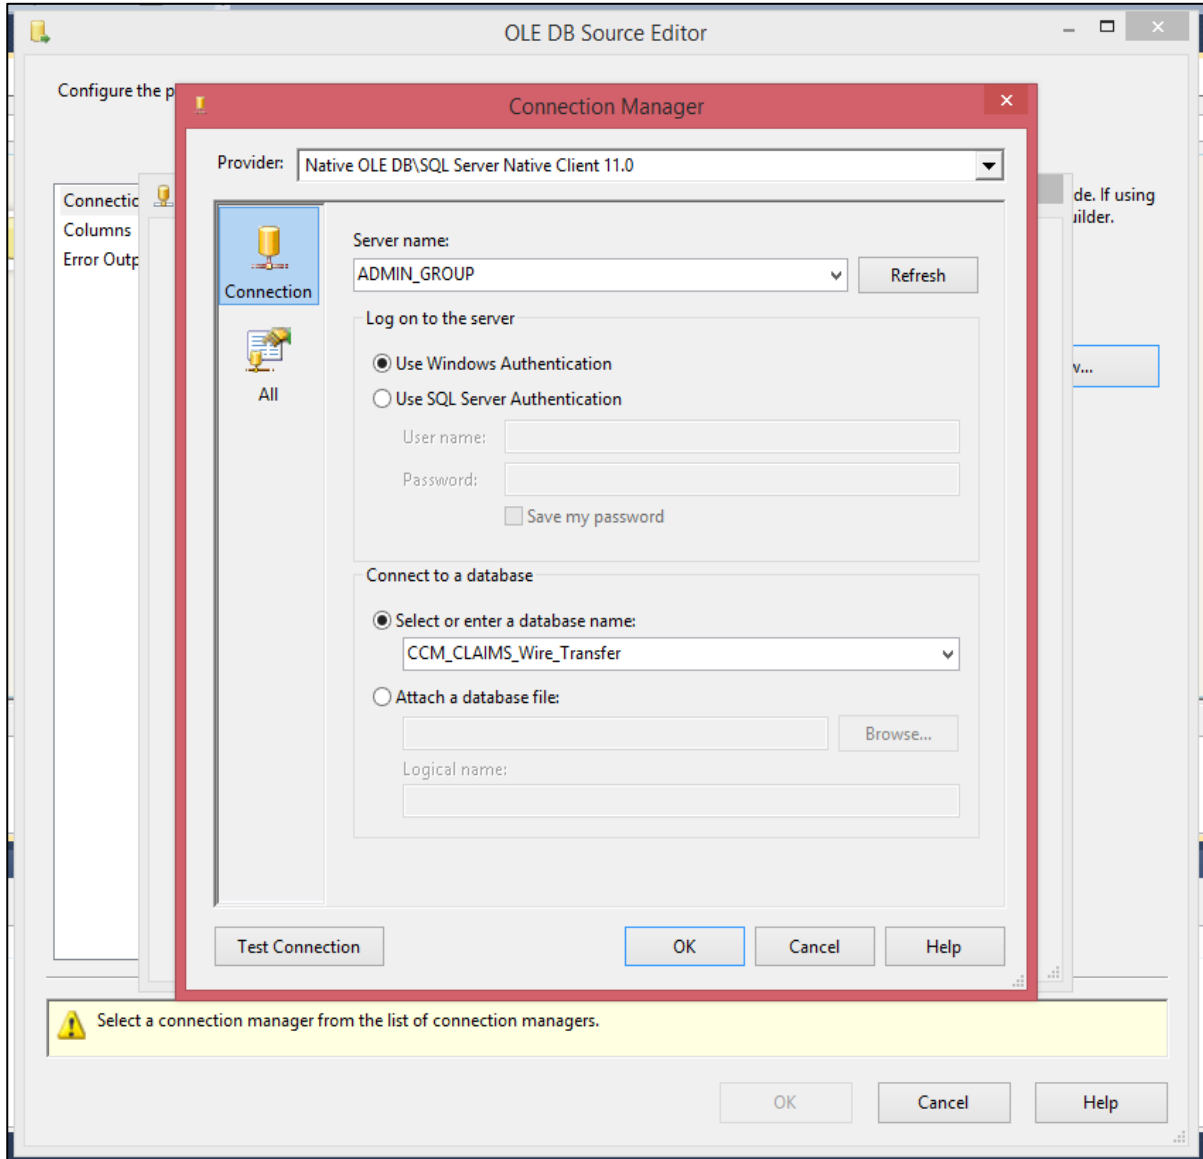 OLE DB Source Editor
Configure the p
Connection Manager
Provider: Native OLE DB\SQL Server Native Client 11.0
Connectic
Columns
Error Outp
de. If using
uilder.
Connection
All
Server name:
ADMIN_GROUP
Refresh
Log on to the server
Use Windows Authentication
Use SQL Server Authentication
User name:
Password:
Save my password
Connect to a database
Select or enter a database name:
CCM_CLAIMS_Wire_Transfer
Attach a database file:
Browse...
Logical name:
Test Connection
OK
Cancel
Help
Select a connection manager from the list of connection managers.
OK
Cancel
Help